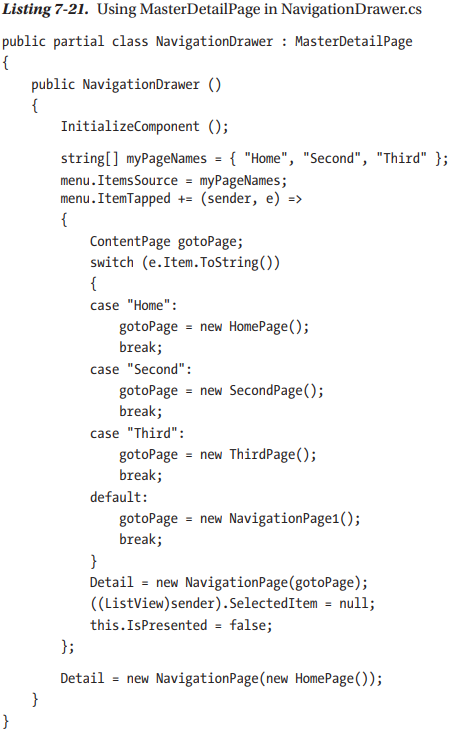 Listing 7-21. Using MasterDetailPage in NavigationDrawer.cs
public partial class NavigationDrawer : MasterDetailPage
{
    public NavigationDrawer ()
    {
        InitializeComponent ();
        string[] myPageNames = { "Home", "Second", "Third" };
        menu.ItemsSource = myPageNames;
        menu.ItemTapped += (sender, e) =>
        {
            ContentPage gotoPage;
            switch (e.Item.ToString())
            {
            case "Home":
                gotoPage = new HomePage();
                break;
            case "Second":
                gotoPage = new SecondPage();
                break;
            case "Third":
                gotoPage = new ThirdPage();
                break;
            default:
                gotoPage = new NavigationPage1();
                break;
            }
            Detail = new NavigationPage(gotoPage);
            ((ListView)sender).SelectedItem = null;
            this.IsPresented = false;
        };
        Detail = new NavigationPage(new HomePage());
    }
}